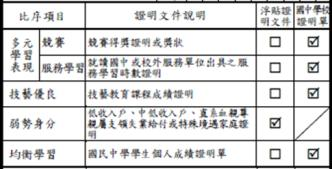 比序項目
證明文件說明
浮貼證
明文件
國中學校
證明單
多元
學習
表現
競賽
競賽得獎證明或獎狀
☐
☑
服務學習
就讀國中或校外服務單位出具之服
務學習時數證明
☐
☑
技藝優良
技藝教育課程成績證明
☐
☑
弱勢身分
低收入戶、中低收入戶、直系血親尊
親屬支領失業給付或特殊境遇家庭證
明
☑
均衡學習
國民中學學生個人成績證明單
☐
☑